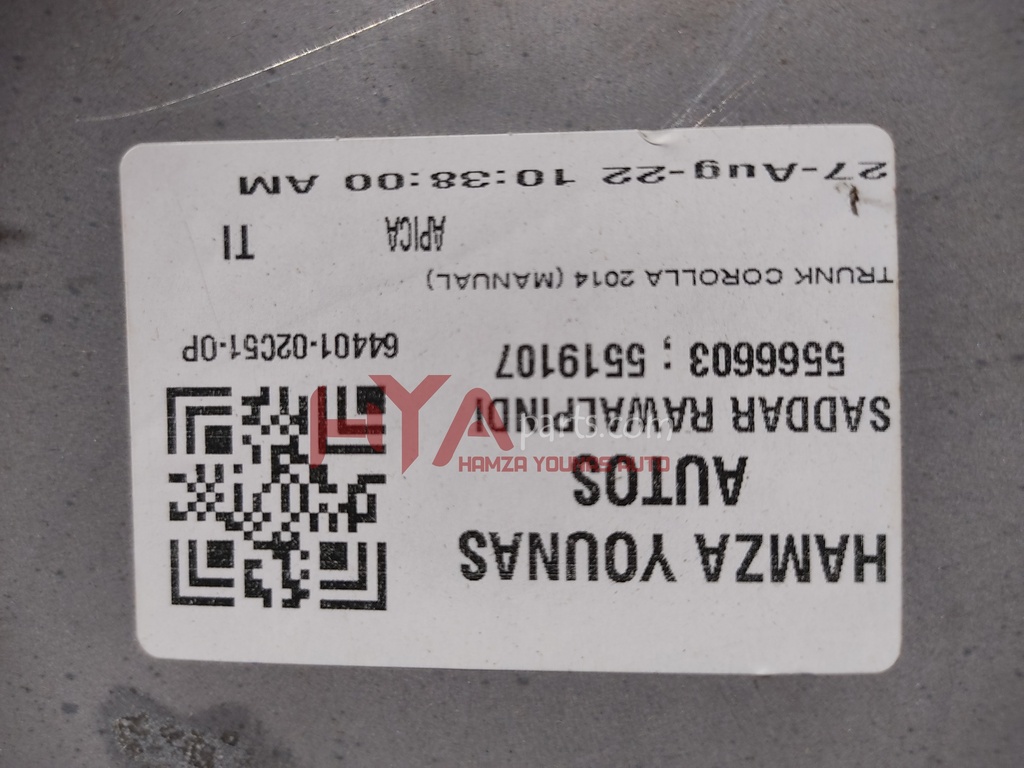 HAMZA YOUNAS
AUTOS
SADDAR RAWALPINDI
5566603 ; 5519107
64401-02C51-0P
TRUNK COROLLA 2014 (MANUAL)
APICA
TI
27-Aug-22 10:38:00 AM
HYA
parts.com
HAMZA YOUNAS AUTO